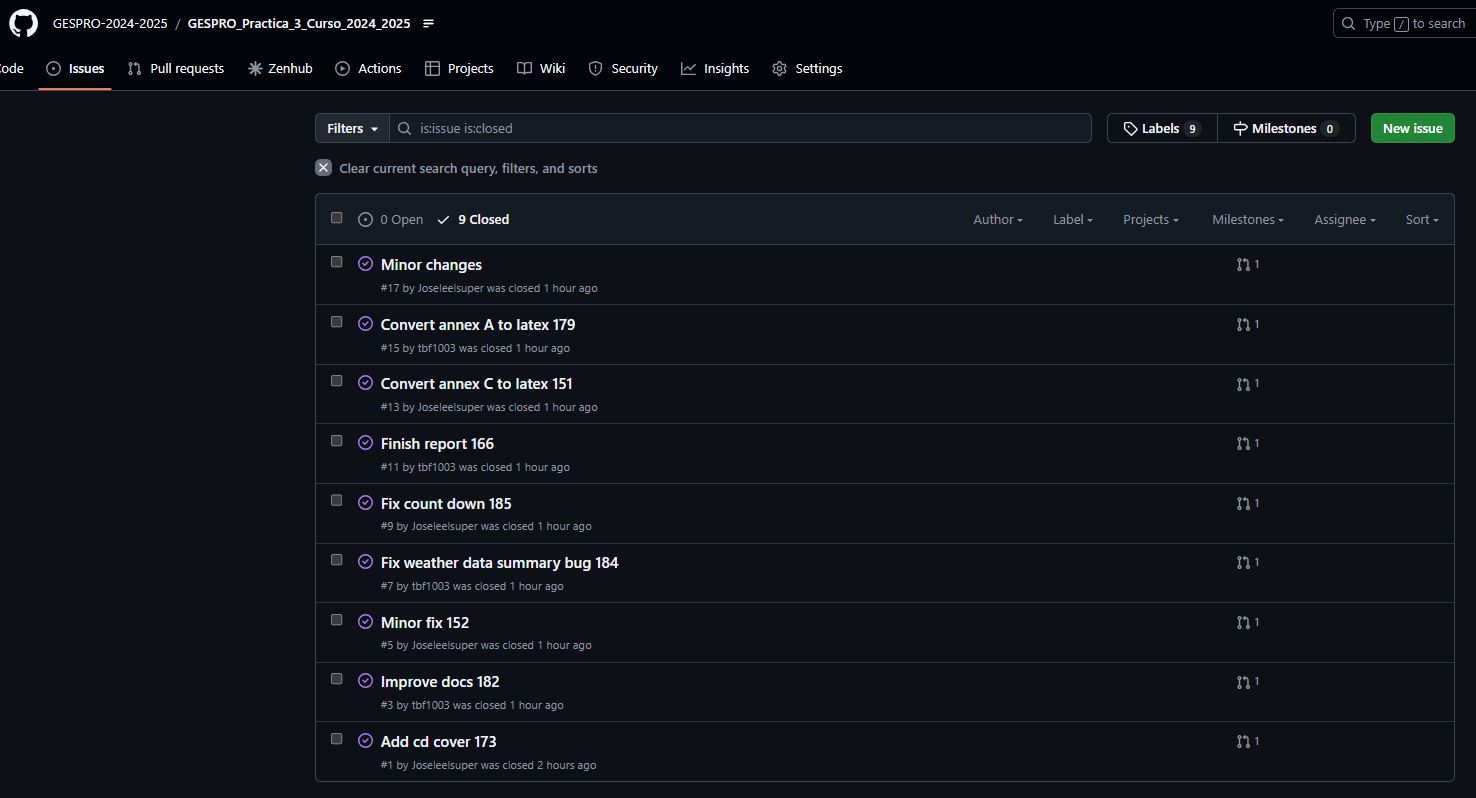 GESPRO-2024-2025 / GESPRO_Practica_3_Curso_2024_2025
Type / to search
ode Issues Pull requests Zenhub Actions Projects Wiki Security Insights Settings
Filters is:issue is:closed Labels 9 Milestones 0 New issue
Clear current search query, filters, and sorts
0 Open 9 Closed Author Label Projects Milestones Assignee Sort
Minor changes 1
#17 by Joseleelsuper was closed 1 hour ago
Convert annex A to latex 179 1
#15 by tbf1003 was closed 1 hour ago
Convert annex C to latex 151 1
#13 by Joseleelsuper was closed 1 hour ago
Finish report 166 1
#11 by tbf1003 was closed 1 hour ago
Fix count down 185 1
#9 by Joseleelsuper was closed 1 hour ago
Fix weather data summary bug 184 1
#7 by tbf1003 was closed 1 hour ago
Minor fix 152 1
#5 by Joseleelsuper was closed 1 hour ago
Improve docs 182 1
#3 by tbf1003 was closed 1 hour ago
Add cd cover 173 1
#1 by Joseleelsuper was closed 2 hours ago